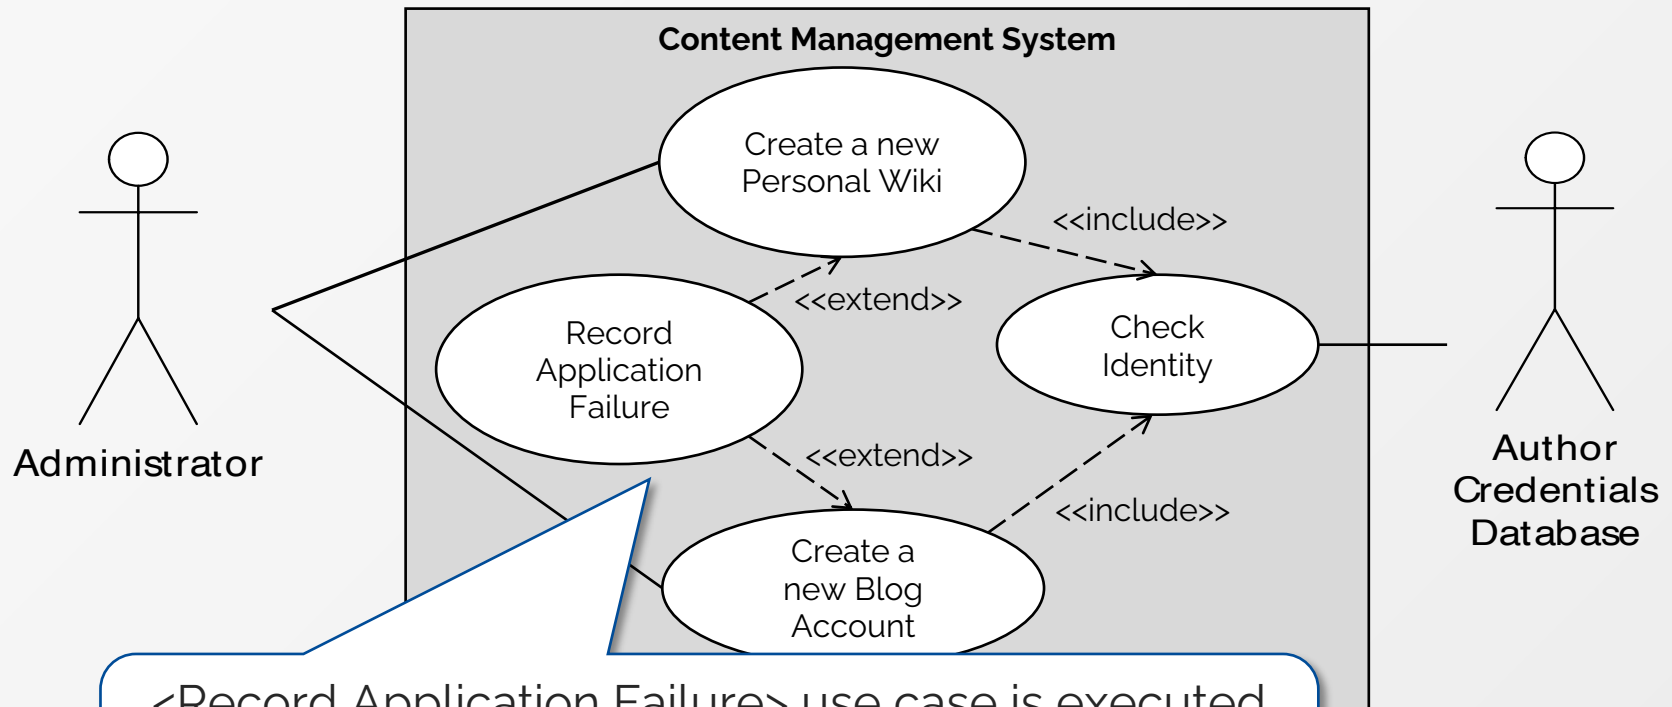 Content Management System
Create a new
Personal Wiki
<<include>>
<<extend>>
Record
Application
Failure
Check
Identity
Administrator
Author
Credentials
Database
<<extend>>
<<include>>
Create a
new Blog
Account
<Record Application Failure> use case is executed